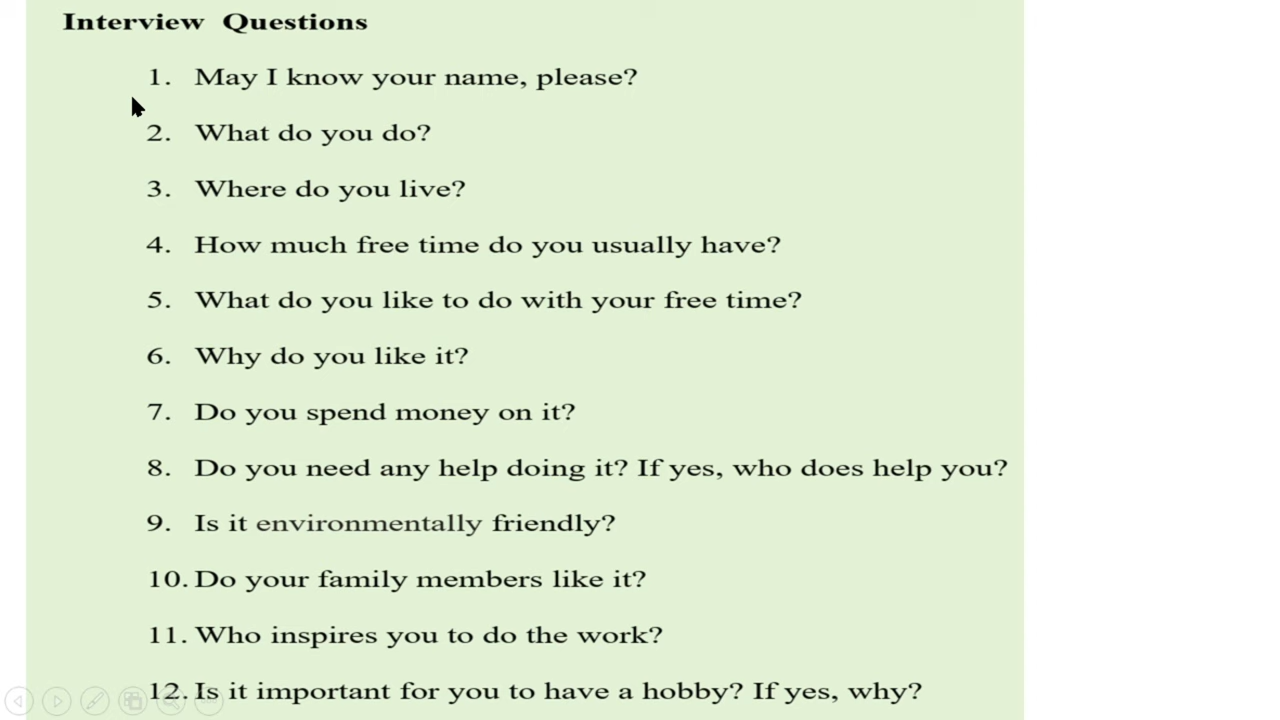 Interview Questions
1. May I know your name, please?
2. What do you do?
3. Where do you live?
4. How much free time do you usually have?
5. What do you like to do with your free time?
6. Why do you like it?
7. Do you spend money on it?
8. Do you need any help doing it? If yes, who does help you?
9. Is it environmentally friendly?
10. Do your family members like it?
11. Who inspires you to do the work?
12. Is it important for you to have a hobby? If yes, why?